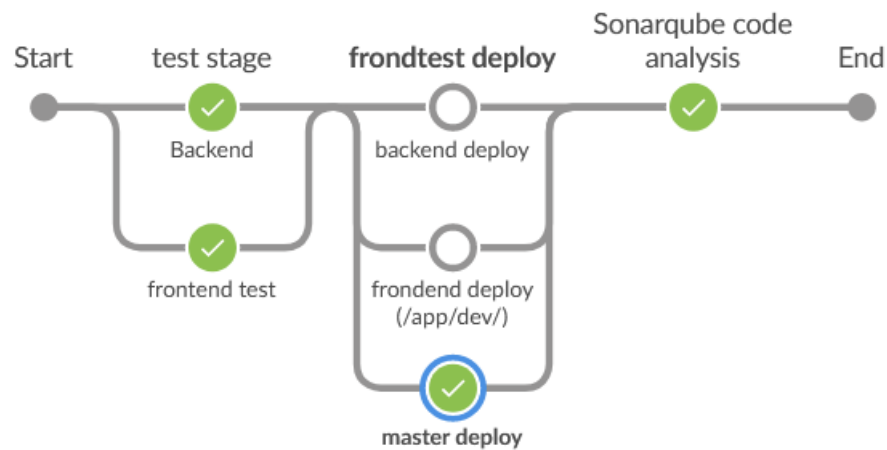 Start
test stage
frondtest deploy
Sonarqube code
analysis
End
Backend
backend deploy
frontend test
frondend deploy
(/app/dev/)
master deploy